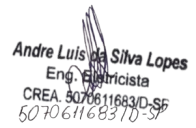 Andre Luis da Silva Lopes
Eng. Eletricista
CREA. 5070611683/D-SP
5070611683/D-SP